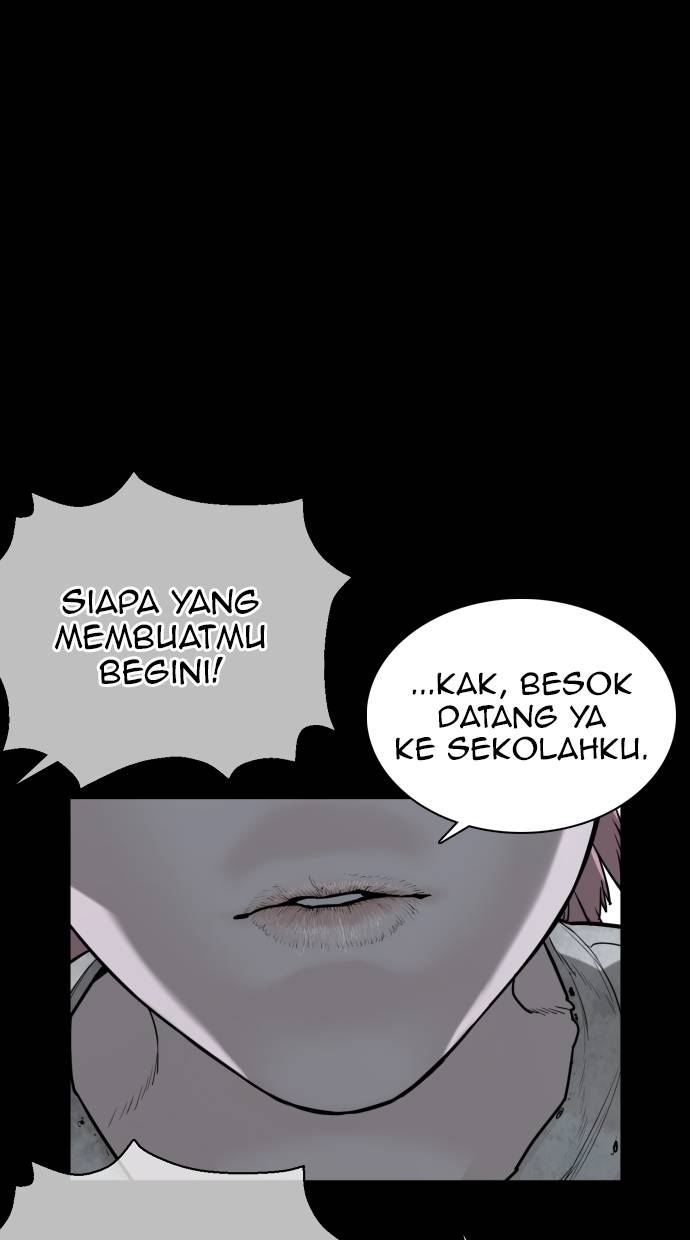 SIAPA YANG
MEMBUATMU
BEGINI!
...KAK, BESOK
DATANG YA
KE SEKOLAHKU.